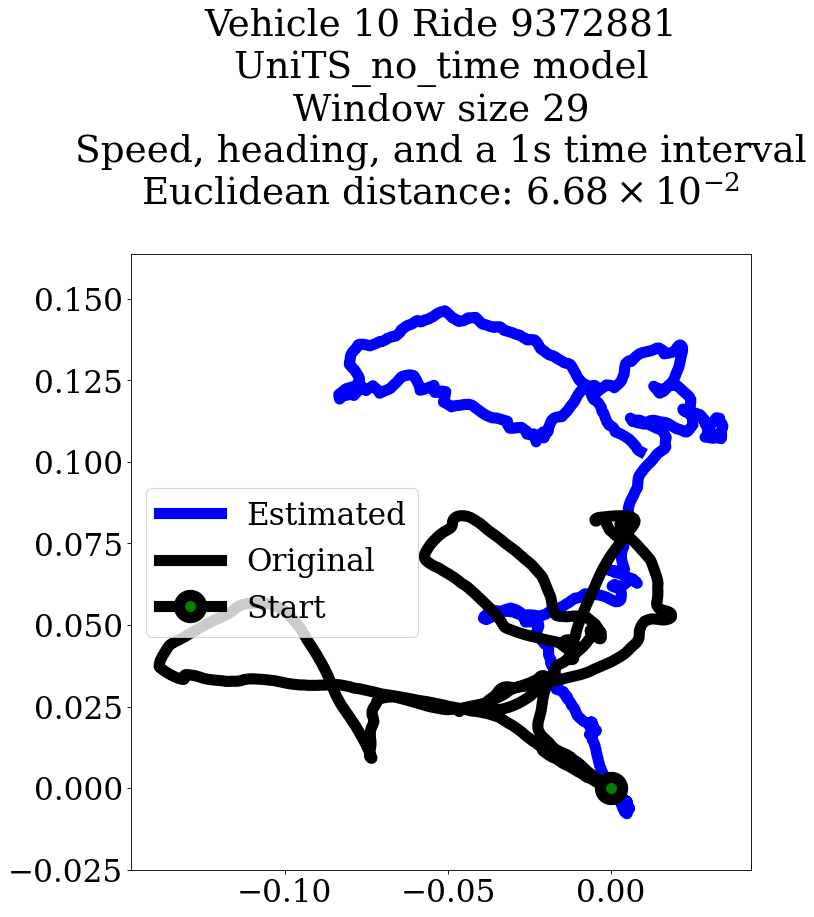 Vehicle 10 Ride 9372881
UniTS_no_time model
Window size 29
Speed, heading, and a 1s time interval
Euclidean distance: 6.68 × 10⁻²
0.150
0.125
0.100
0.075
0.050
0.025
0.000
−0.025
Estimated
Original
Start
−0.10 −0.05 0.00